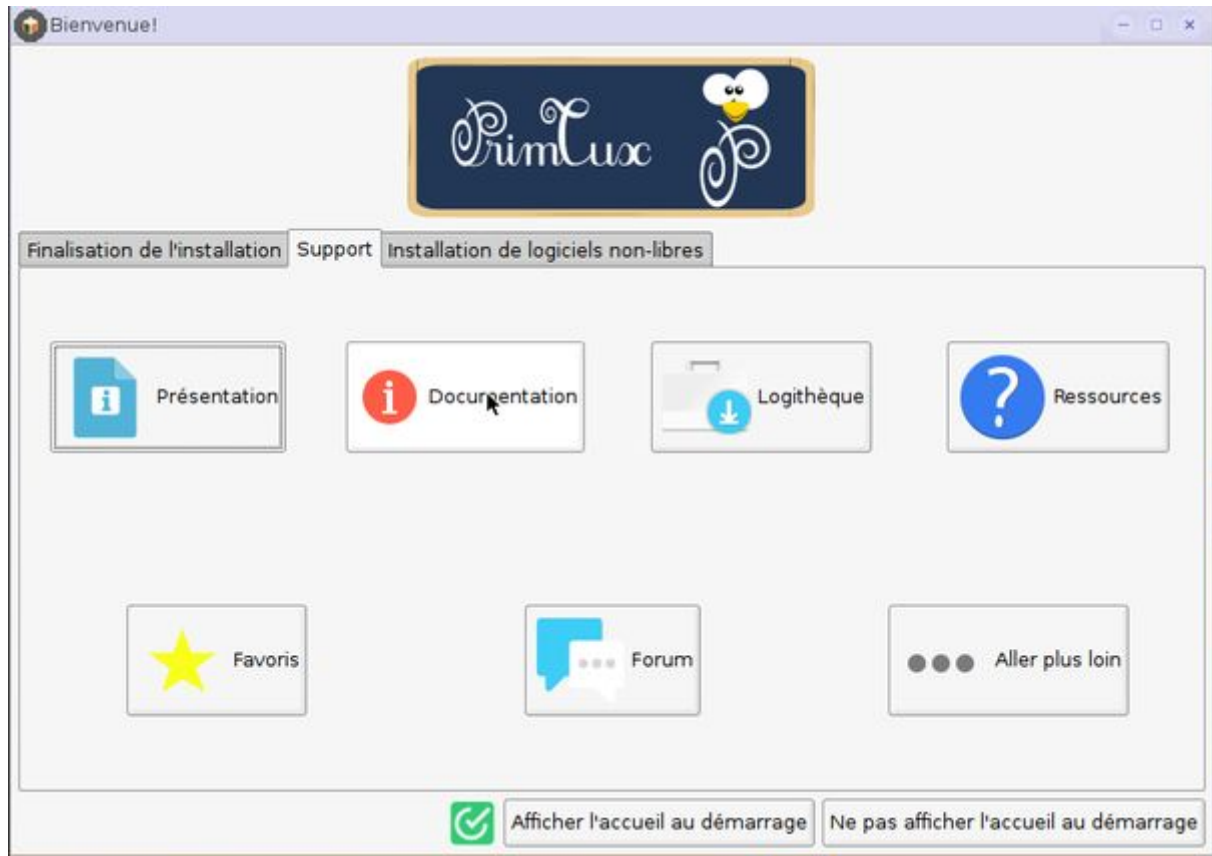 Bienvenue!
PrimTux
Finalisation de l'installation
Support
Installation de logiciels non-libres
Présentation
Documentation
Logithèque
Ressources
Favoris
Forum
Aller plus loin
Afficher l'accueil au démarrage
Ne pas afficher l'accueil au démarrage